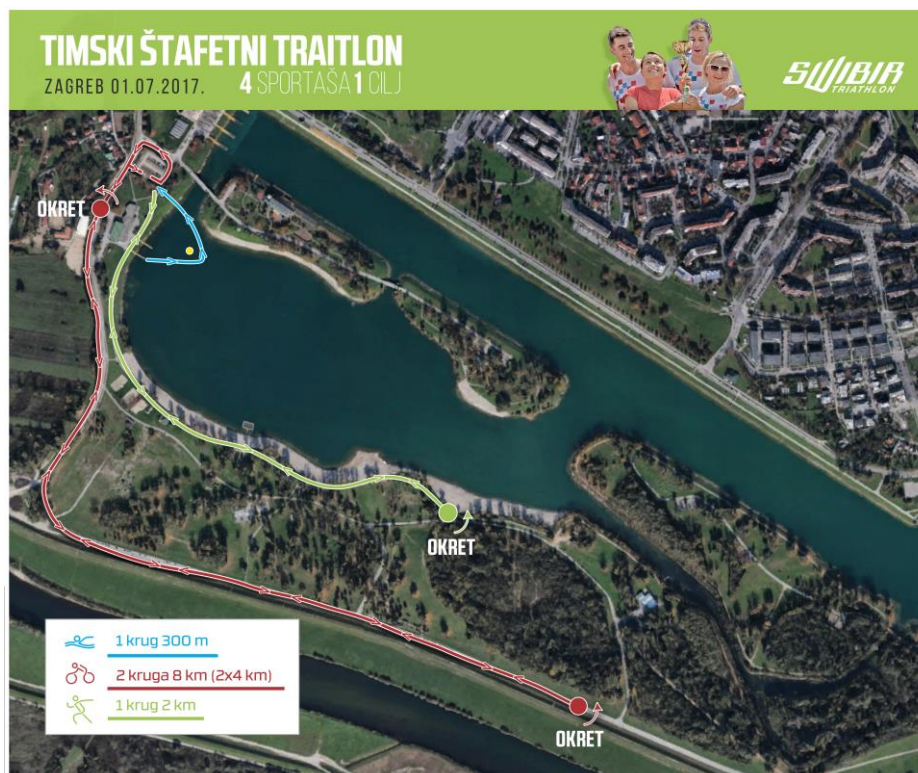 TIMSKI ŠTAFETNI TRAITLON
ZAGREB 01.07.2017. 4 SPORTAŠA 1 CILJ
SWIBIR
TRIATHLON
OKRET
OKRET
OKRET
1 krug 300 m
2 kruga 8 km (2x4 km)
1 krug 2 km